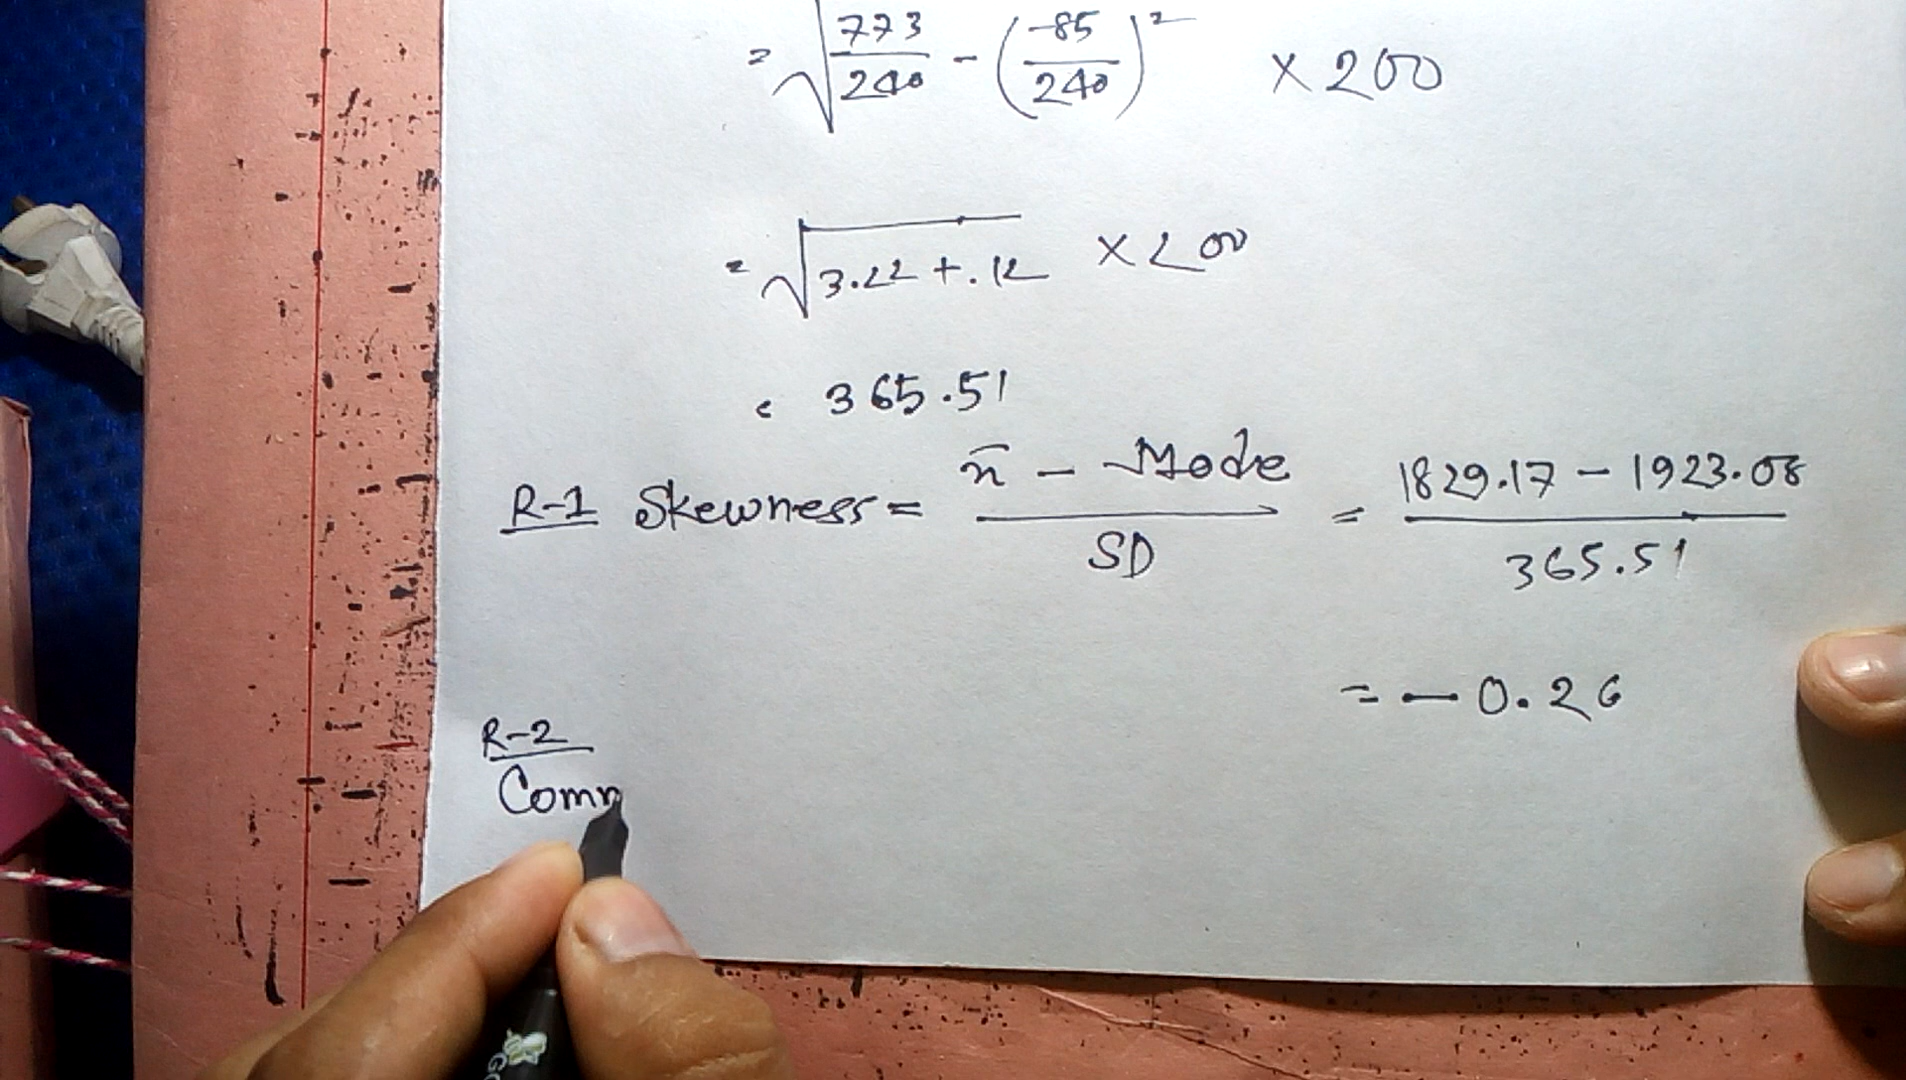 = √(773/240 - (-85/240)²) × 200
= √(3.22 + .12) × 200
= 365.51
R-1 Skewness = (x̄ - Mode)/SD = (1829.17 - 1923.08)/365.51
= - 0.26
R-2
Comm